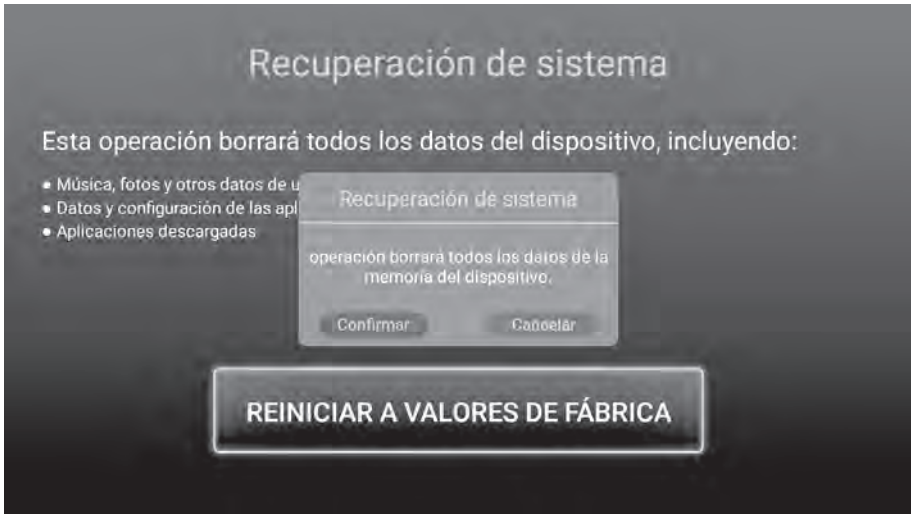 Recuperación de sistema
Esta operación borrará todos los datos del dispositivo, incluyendo:
• Música, fotos y otros datos de u
• Datos y configuración de las apl
• Aplicaciones descargadas
Recuperación de sistema
operación borrará todos los datos de la
memoria del dispositivo.
Confirmar
Cancelar
REINICIAR A VALORES DE FÁBRICA